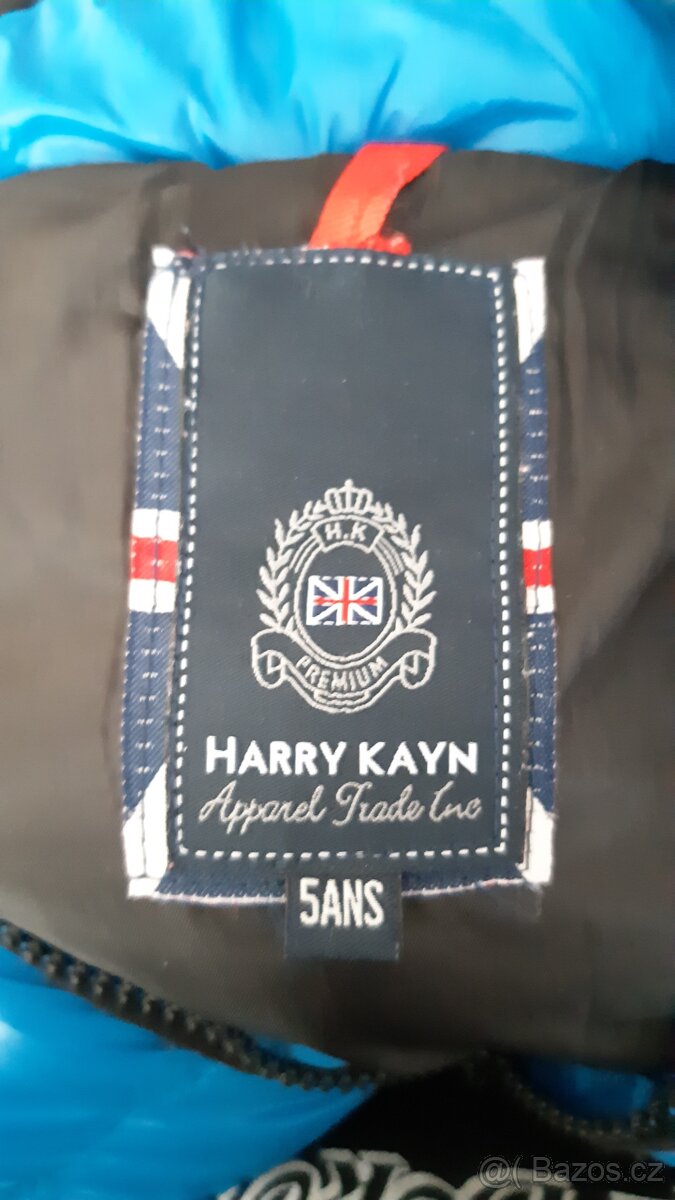 H.K
PREMIUM
HARRY KAYN
Apparel Trade Inc
5ANS
@ Bazos.cz